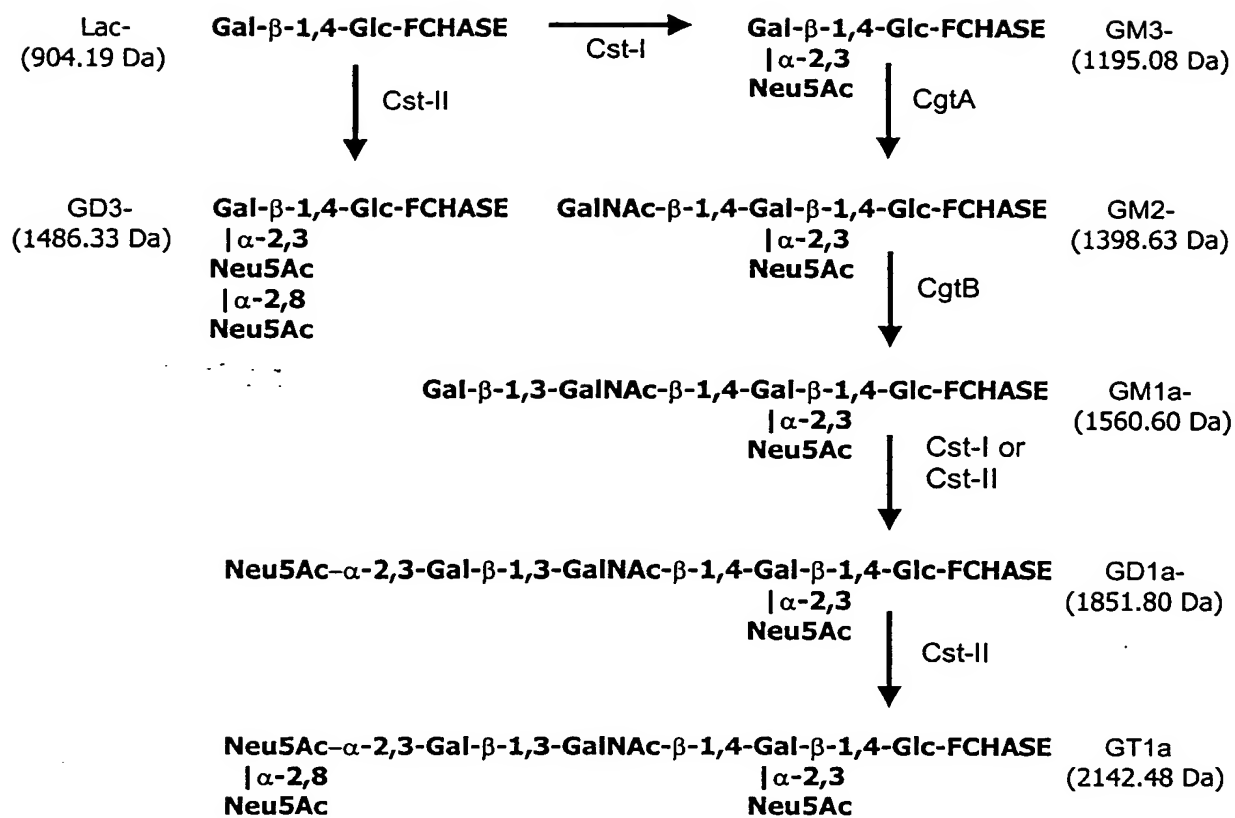 Lac-
(904.19 Da)
Gal-β-1,4-Glc-FCHASE
Cst-I
Gal-β-1,4-Glc-FCHASE
|α-2,3
Neu5Ac
GM3-
(1195.08 Da)
Cst-II
CgtA
GD3-
(1486.33 Da)
Gal-β-1,4-Glc-FCHASE
|α-2,3
Neu5Ac
|α-2,8
Neu5Ac
GalNAc-β-1,4-Gal-β-1,4-Glc-FCHASE
|α-2,3
Neu5Ac
GM2-
(1398.63 Da)
CgtB
Gal-β-1,3-GalNAc-β-1,4-Gal-β-1,4-Glc-FCHASE
|α-2,3
Neu5Ac
GM1a-
(1560.60 Da)
Cst-I or
Cst-II
Neu5Ac–α-2,3-Gal-β-1,3-GalNAc-β-1,4-Gal-β-1,4-Glc-FCHASE
|α-2,3
Neu5Ac
GD1a-
(1851.80 Da)
Cst-II
Neu5Ac–α-2,3-Gal-β-1,3-GalNAc-β-1,4-Gal-β-1,4-Glc-FCHASE
|α-2,8
Neu5Ac
|α-2,3
Neu5Ac
GT1a
(2142.48 Da)